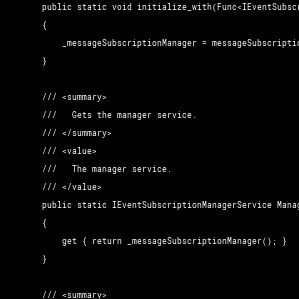 public static void initialize_with(Func<IEventSubscr
{
_messageSubscriptionManager = messageSubscriptio
}
/// <summary>
///   Gets the manager service.
/// </summary>
/// <value>
///   The manager service.
/// </value>
public static IEventSubscriptionManagerService Manag
{
get { return _messageSubscriptionManager(); }
}
/// <summary>